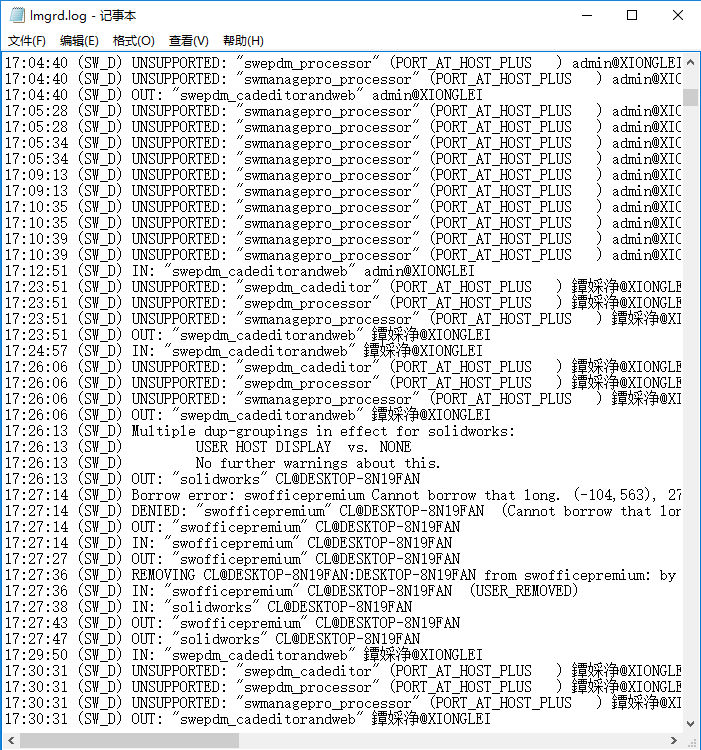 lmgrd.log - 记事本
文件(F) 编辑(E) 格式(O) 查看(V) 帮助(H)
17:04:40 (SW_D) UNSUPPORTED: "swepdm_processor" (PORT_AT_HOST_PLUS   ) admin@XIONGLEI
17:04:40 (SW_D) UNSUPPORTED: "swmanagepro_processor" (PORT_AT_HOST_PLUS   ) admin@XIO
17:04:40 (SW_D) OUT: "swepdm_cadeditorandweb" admin@XIONGLEI
17:05:28 (SW_D) UNSUPPORTED: "swmanagepro_processor" (PORT_AT_HOST_PLUS   ) admin@XIO
17:05:28 (SW_D) UNSUPPORTED: "swmanagepro_processor" (PORT_AT_HOST_PLUS   ) admin@XIO
17:05:34 (SW_D) UNSUPPORTED: "swmanagepro_processor" (PORT_AT_HOST_PLUS   ) admin@XIO
17:05:34 (SW_D) UNSUPPORTED: "swmanagepro_processor" (PORT_AT_HOST_PLUS   ) admin@XIO
17:09:13 (SW_D) UNSUPPORTED: "swmanagepro_processor" (PORT_AT_HOST_PLUS   ) admin@XIO
17:09:13 (SW_D) UNSUPPORTED: "swmanagepro_processor" (PORT_AT_HOST_PLUS   ) admin@XIO
17:10:35 (SW_D) UNSUPPORTED: "swmanagepro_processor" (PORT_AT_HOST_PLUS   ) admin@XIO
17:10:35 (SW_D) UNSUPPORTED: "swmanagepro_processor" (PORT_AT_HOST_PLUS   ) admin@XIO
17:10:39 (SW_D) UNSUPPORTED: "swmanagepro_processor" (PORT_AT_HOST_PLUS   ) admin@XIO
17:10:39 (SW_D) UNSUPPORTED: "swmanagepro_processor" (PORT_AT_HOST_PLUS   ) admin@XIO
17:12:51 (SW_D) IN: "swepdm_cadeditorandweb" admin@XIONGLEI
17:23:51 (SW_D) UNSUPPORTED: "swepdm_cadeditor" (PORT_AT_HOST_PLUS   ) 鐔婇浄@XIONGLE
17:23:51 (SW_D) UNSUPPORTED: "swepdm_processor" (PORT_AT_HOST_PLUS   ) 鐔婇浄@XIONGLE
17:23:51 (SW_D) UNSUPPORTED: "swmanagepro_processor" (PORT_AT_HOST_PLUS   ) 鐔婇浄@XI
17:23:51 (SW_D) OUT: "swepdm_cadeditorandweb" 鐔婇浄@XIONGLEI
17:24:57 (SW_D) IN: "swepdm_cadeditorandweb" 鐔婇浄@XIONGLEI
17:26:06 (SW_D) UNSUPPORTED: "swepdm_cadeditor" (PORT_AT_HOST_PLUS   ) 鐔婇浄@XIONGLE
17:26:06 (SW_D) UNSUPPORTED: "swepdm_processor" (PORT_AT_HOST_PLUS   ) 鐔婇浄@XIONGLE
17:26:06 (SW_D) UNSUPPORTED: "swmanagepro_processor" (PORT_AT_HOST_PLUS   ) 鐔婇浄@XI
17:26:06 (SW_D) OUT: "swepdm_cadeditorandweb" 鐔婇浄@XIONGLEI
17:26:13 (SW_D) Multiple dup-groupings in effect for solidworks:
17:26:13 (SW_D)         USER HOST DISPLAY  vs. NONE
17:26:13 (SW_D)         No further warnings about this.
17:26:13 (SW_D) OUT: "solidworks" CL@DESKTOP-8N19FAN
17:27:14 (SW_D) Borrow error: swofficepremium Cannot borrow that long. (-104,563), 27
17:27:14 (SW_D) DENIED: "swofficepremium" CL@DESKTOP-8N19FAN  (Cannot borrow that lon
17:27:14 (SW_D) OUT: "swofficepremium" CL@DESKTOP-8N19FAN
17:27:14 (SW_D) IN: "swofficepremium" CL@DESKTOP-8N19FAN
17:27:27 (SW_D) OUT: "swofficepremium" CL@DESKTOP-8N19FAN
17:27:36 (SW_D) REMOVING CL@DESKTOP-8N19FAN:DESKTOP-8N19FAN from swofficepremium: by
17:27:36 (SW_D) IN: "swofficepremium" CL@DESKTOP-8N19FAN  (USER_REMOVED)
17:27:38 (SW_D) IN: "solidworks" CL@DESKTOP-8N19FAN
17:27:43 (SW_D) OUT: "swofficepremium" CL@DESKTOP-8N19FAN
17:27:47 (SW_D) OUT: "solidworks" CL@DESKTOP-8N19FAN
17:29:50 (SW_D) IN: "swepdm_cadeditorandweb" 鐔婇浄@XIONGLEI
17:30:31 (SW_D) UNSUPPORTED: "swepdm_cadeditor" (PORT_AT_HOST_PLUS   ) 鐔婇浄@XIONGLE
17:30:31 (SW_D) UNSUPPORTED: "swepdm_processor" (PORT_AT_HOST_PLUS   ) 鐔婇浄@XIONGLE
17:30:31 (SW_D) UNSUPPORTED: "swmanagepro_processor" (PORT_AT_HOST_PLUS   ) 鐔婇浄@XI
17:30:31 (SW_D) OUT: "swepdm_cadeditorandweb" 鐔婇浄@XIONGLEI